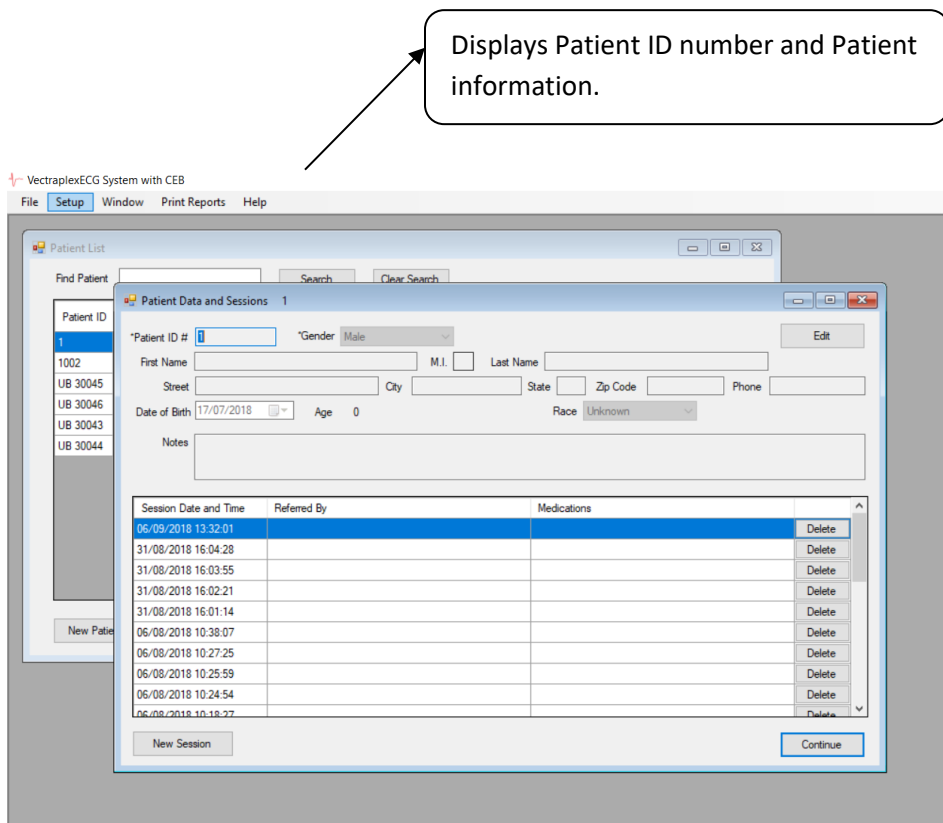 Displays Patient ID number and Patient
information.
VectraplexECG System with CEB
File Setup Window Print Reports Help
Patient List
Find Patient Search Clear Search
Patient ID
1
1002
UB 30045
UB 30046
UB 30043
UB 30044
New Patie
Patient Data and Sessions 1
*Patient ID # 1 *Gender Male Edit
First Name M.I. Last Name
Street City State Zip Code Phone
Date of Birth 17/07/2018 Age 0 Race Unknown
Notes
Session Date and Time Referred By Medications
06/09/2018 13:32:01 Delete
31/08/2018 16:04:28 Delete
31/08/2018 16:03:55 Delete
31/08/2018 16:02:21 Delete
31/08/2018 16:01:14 Delete
06/08/2018 10:38:07 Delete
06/08/2018 10:27:25 Delete
06/08/2018 10:25:59 Delete
06/08/2018 10:24:54 Delete
06/08/2018 10:18:27 Delete
New Session Continue